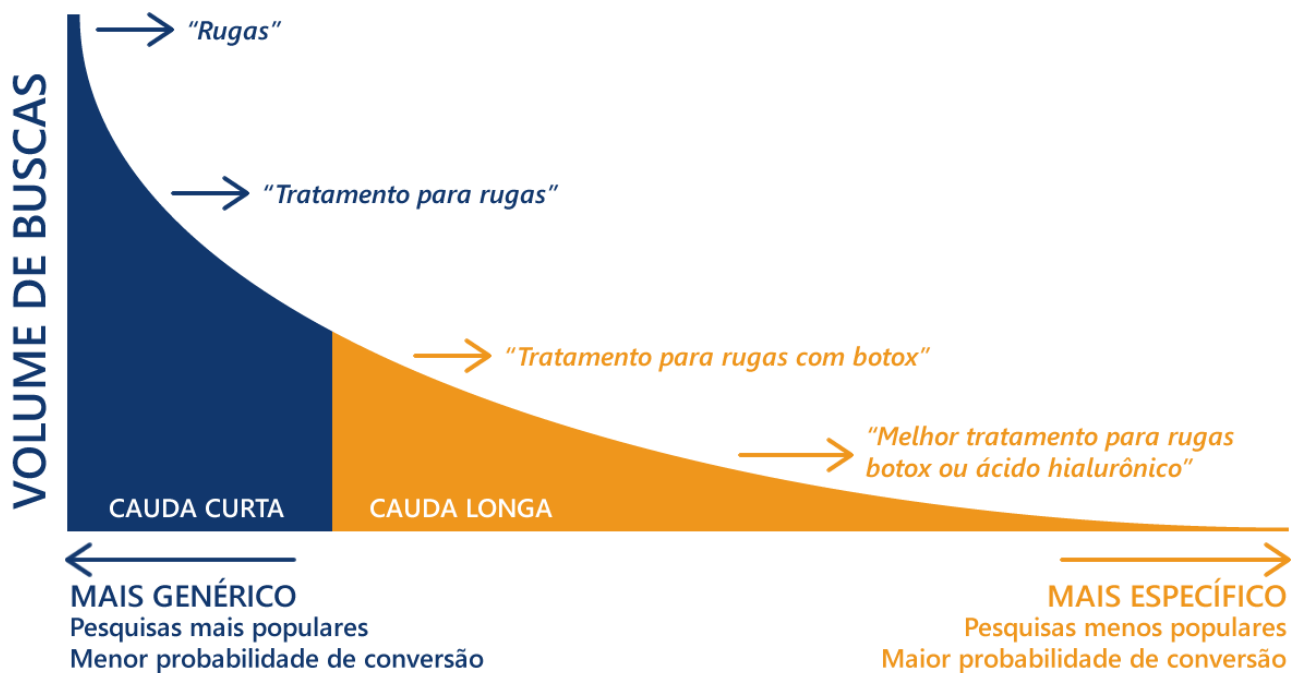 VOLUME DE BUSCAS
“Rugas”
“Tratamento para rugas”
“Tratamento para rugas com botox”
“Melhor tratamento para rugas
botox ou ácido hialurônico”
CAUDA CURTA
CAUDA LONGA
MAIS GENÉRICO
Pesquisas mais populares
Menor probabilidade de conversão
MAIS ESPECÍFICO
Pesquisas menos populares
Maior probabilidade de conversão